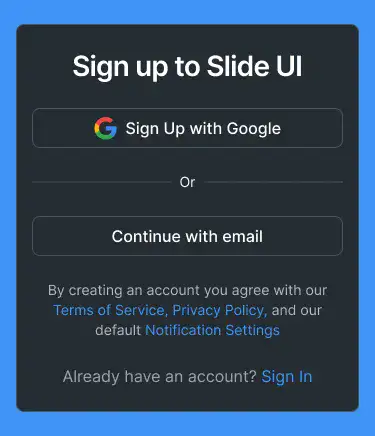 Sign up to Slide UI
Sign Up with Google
Or
Continue with email
By creating an account you agree with our
Terms of Service, Privacy Policy, and our
default Notification Settings
Already have an account? Sign In